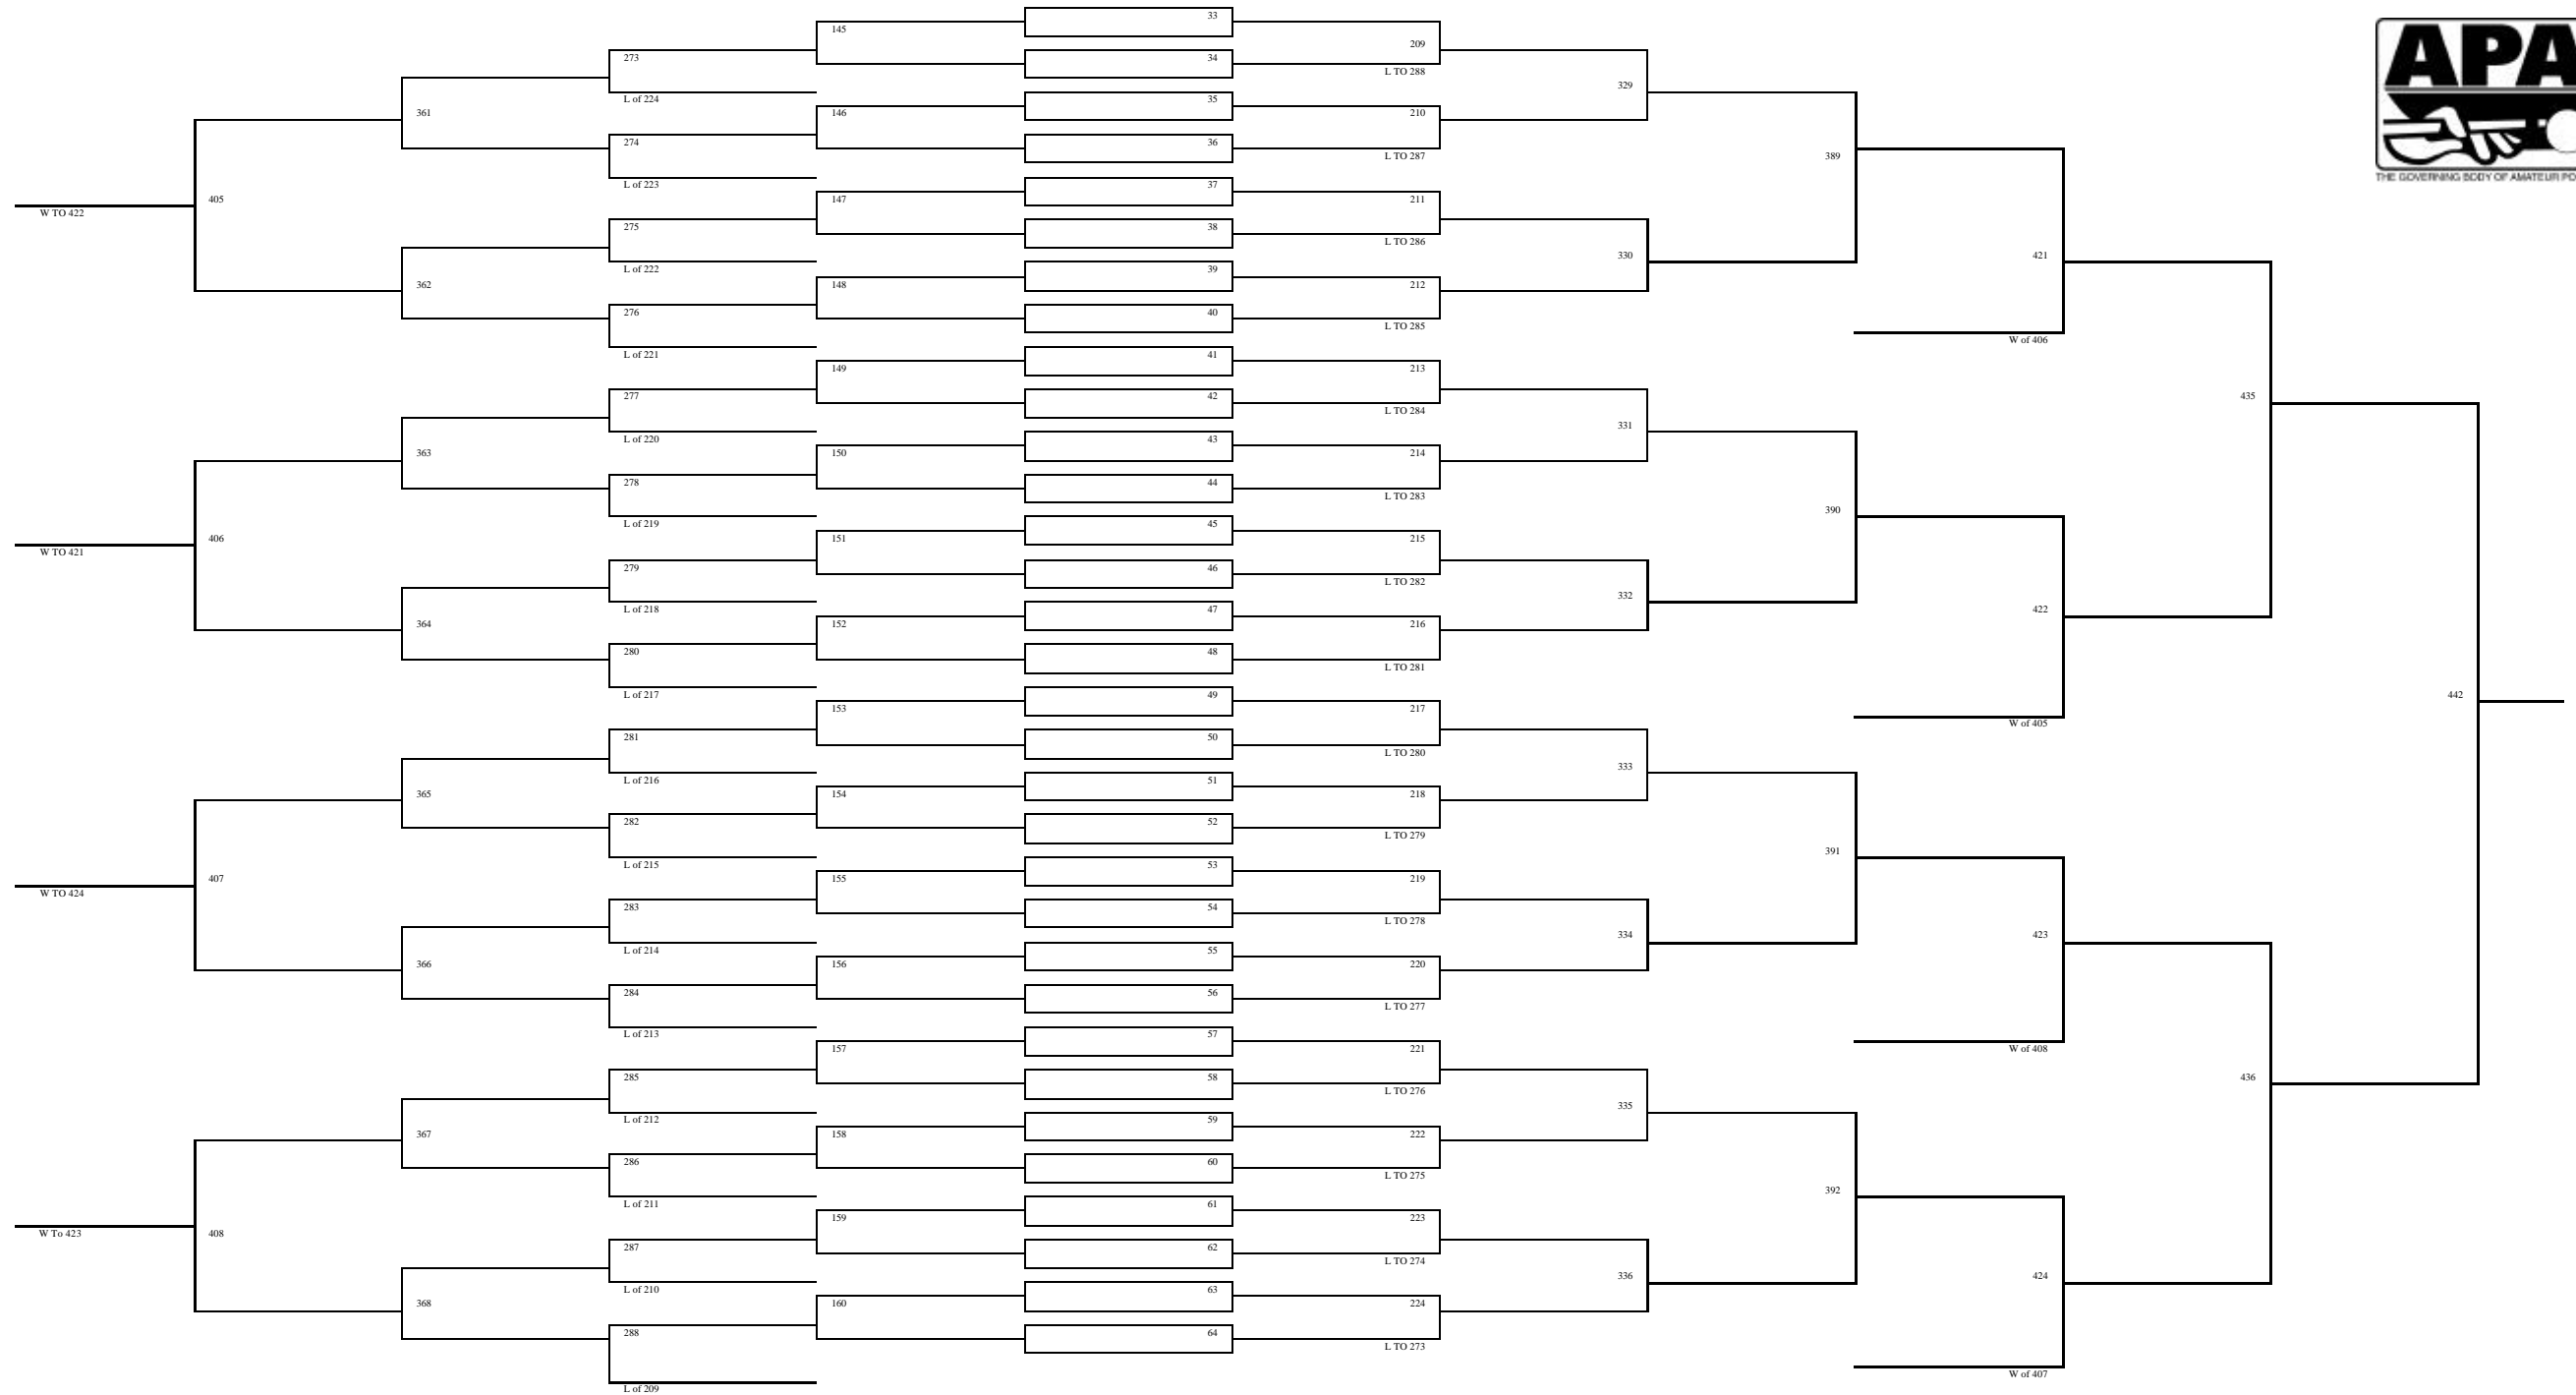 33
145
209
273
34
L TO 288
329
L of 224
35
361
146
210
274
36
L TO 287
389
L of 223
37
405
147
211
W TO 422
275
38
L TO 286
330
421
L of 222
39
362
148
212
276
40
L TO 285
W of 406
L of 221
41
149
213
277
42
435
L TO 284
331
L of 220
43
363
150
214
278
44
L TO 283
390
L of 219
45
406
151
215
W TO 421
279
46
L TO 282
332
L of 218
47
422
364
152
216
280
48
L TO 281
L of 217
49
442
153
217
W of 405
281
50
L TO 280
333
L of 216
51
365
154
218
282
52
L TO 279
391
L of 215
53
407
155
219
W TO 424
283
54
L TO 278
334
423
L of 214
55
366
156
220
284
56
L TO 277
L of 213
57
157
221
W of 408
285
58
436
L TO 276
335
L of 212
59
367
158
222
286
60
L TO 275
392
L of 211
61
408
159
223
W To 423
287
62
L TO 274
336
424
L of 210
63
368
160
224
288
64
L TO 273
W of 407
L of 209
APA
THE GOVERNING BODY OF AMATEUR PO